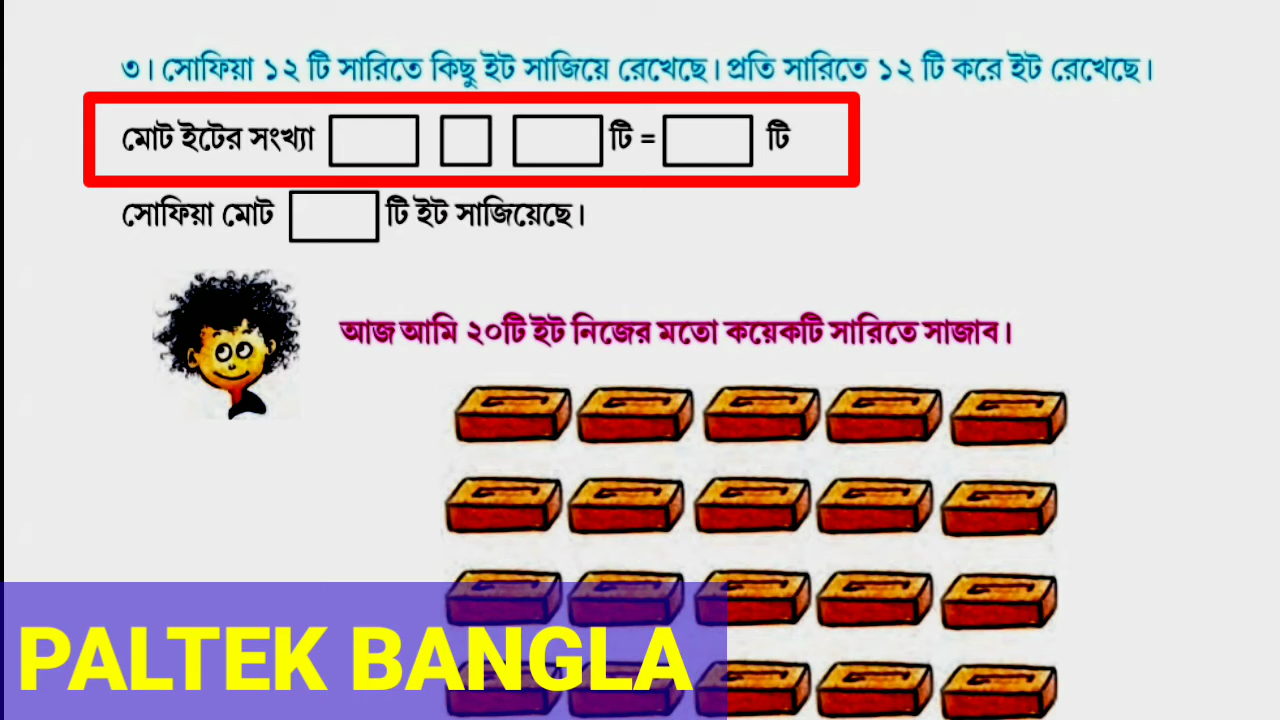 ৩। সোফিয়া ১২ টি সারিতে কিছু ইট সাজিয়ে রেখেছে। প্রতি সারিতে ১২ টি করে ইট রেখেছে।
মোট ইটের সংখ্যা টি = টি
সোফিয়া মোট টি ইট সাজিয়েছে।
আজ আমি ২০টি ইট নিজের মতো কয়েকটি সারিতে সাজাব।
PALTEK BANGLA